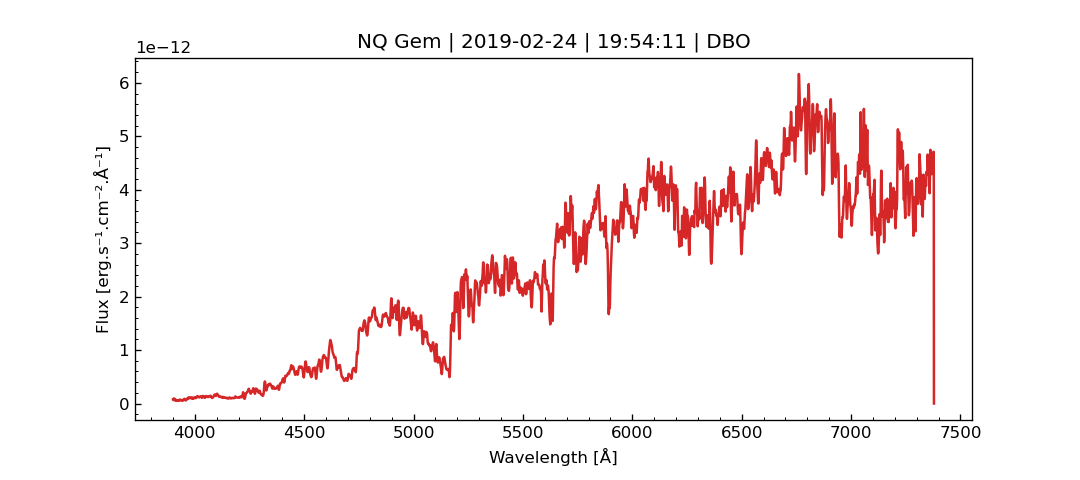 NQ Gem | 2019-02-24 | 19:54:11 | DBO
1e−12
6
5
4
3
2
1
0
Flux [erg.s⁻¹.cm⁻².Å⁻¹]
4000 4500 5000 5500 6000 6500 7000 7500
Wavelength [Å]